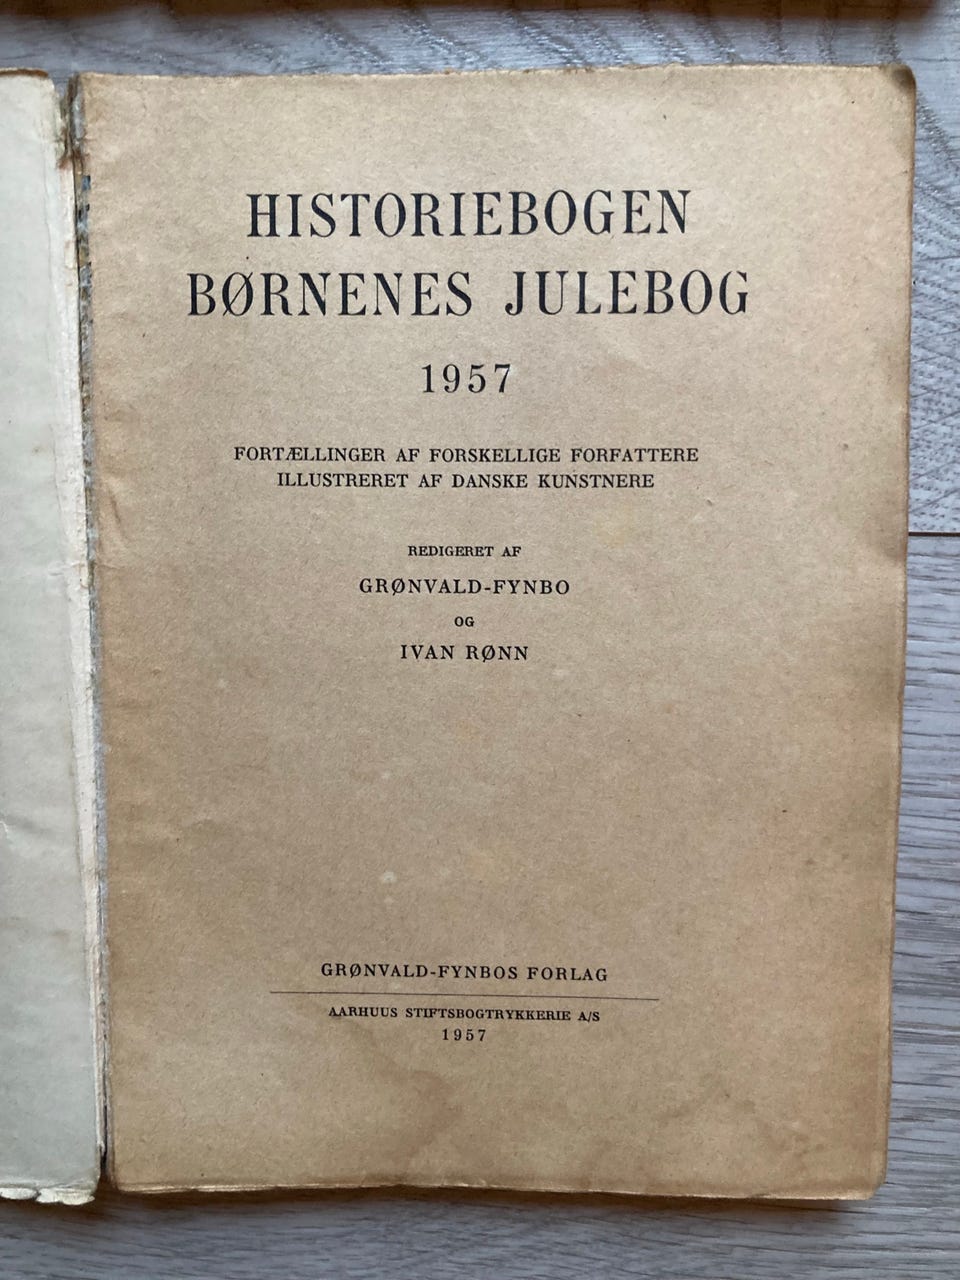 HISTORIEBOGEN
BØRNENES JULEBOG
1957
FORTÆLLINGER AF FORSKELLIGE FORFATTERE
ILLUSTRERET AF DANSKE KUNSTNERE
REDIGERET AF
GRØNVALD-FYNBO
OG
IVAN RØNN
GRØNVALD-FYNBOS FORLAG
AARHUUS STIFTSBOGTRYKKERIE A/S
1957